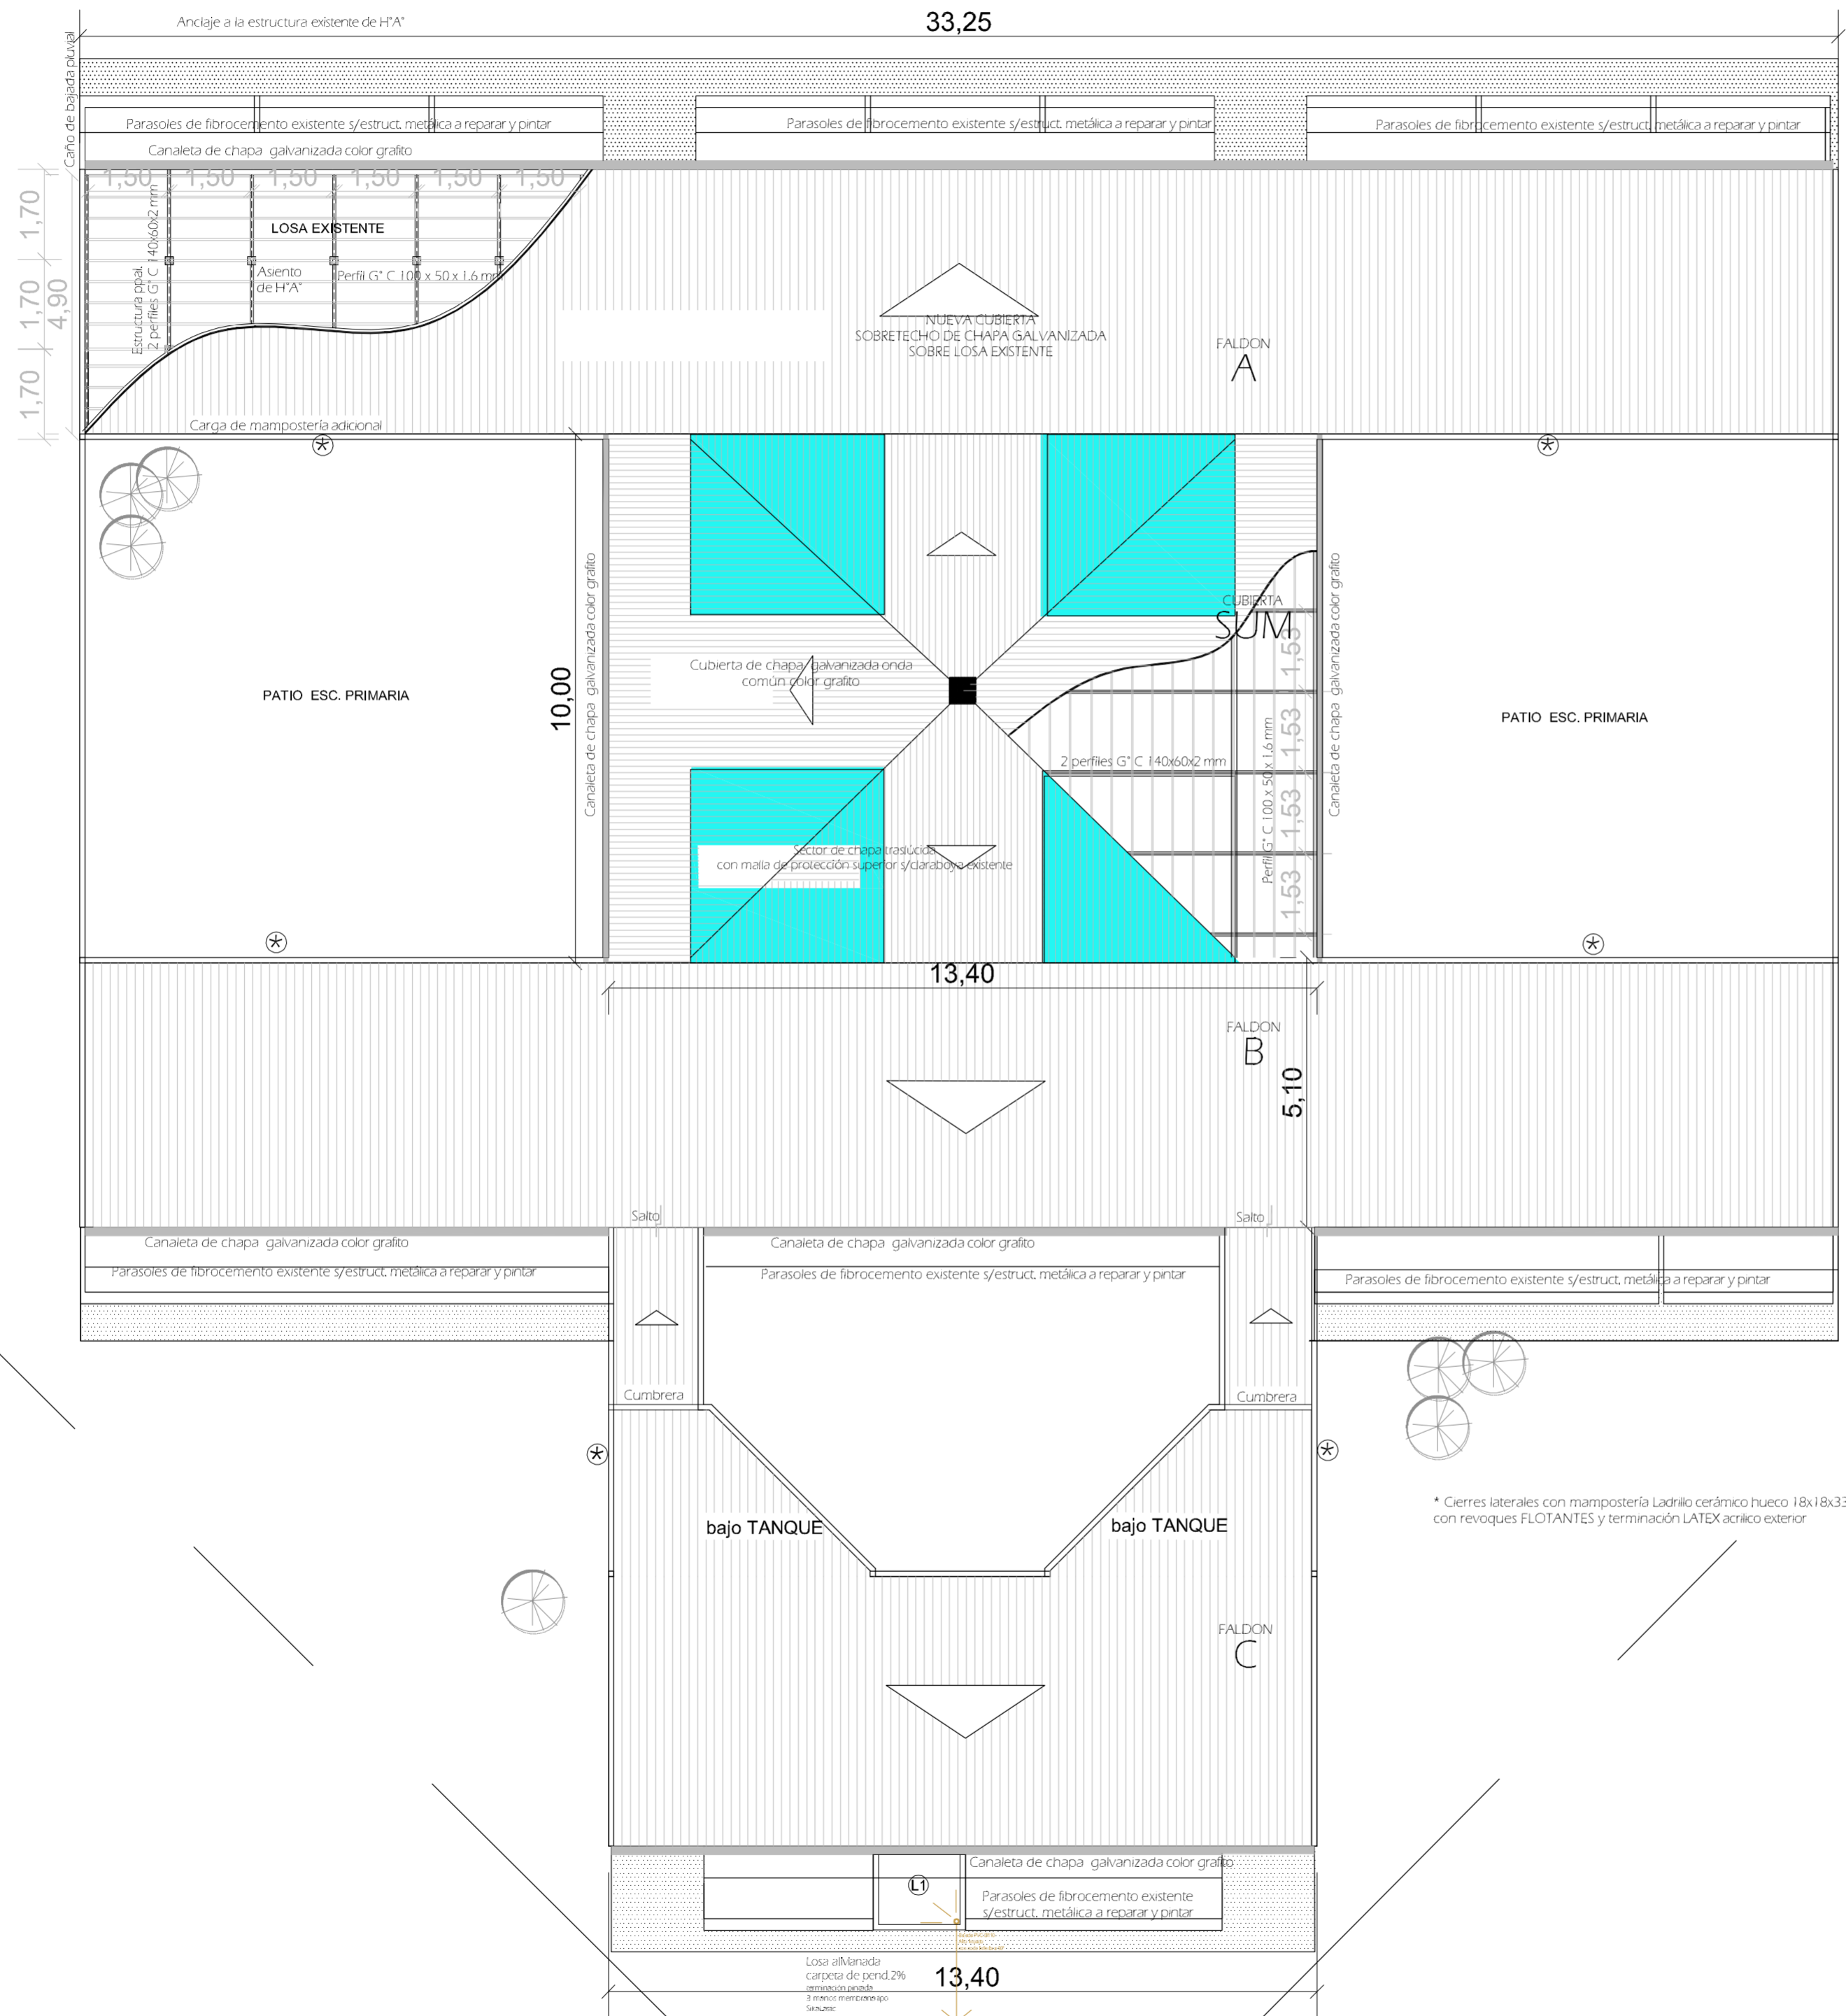 Anclaje a la estructura existente de H°A°
33,25
Caño de bajada pluvial
Parasoles de fibrocemento existente s/estruct. metálica a reparar y pintar
Parasoles de fibrocemento existente s/estruct. metálica a reparar y pintar
Parasoles de fibrocemento existente s/estruct. metálica a reparar y pintar
Canaleta de chapa galvanizada color grafito
1,50
1,50
1,50
1,50
1,50
1,50
1,70
1,70
1,70
4,90
LOSA EXISTENTE
Estructura ppal.
2 perfiles G° C 140x60x2 mm
Asiento
de H°A°
Perfil G° C 100 x 50 x 1.6 mm
NUEVA CUBIERTA
SOBRETECHO DE CHAPA GALVANIZADA
SOBRE LOSA EXISTENTE
FALDON
A
Carga de mampostería adicional
*
*
PATIO ESC. PRIMARIA
10,00
Canaleta de chapa galvanizada color grafito
Cubierta de chapa galvanizada onda
común color grafito
CUBIERTA
SUM
1,53
1,53
1,53
1,53
1,53
1,53
1,53
2 perfiles G° C 140x60x2 mm
Perfil G° C 100 x 50 x 1.6 mm
Canaleta de chapa galvanizada color grafito
PATIO ESC. PRIMARIA
Sector de chapa traslúcida
con malla de protección superior s/claraboya existente
*
*
13,40
FALDON
B
5,10
Salto
Salto
Canaleta de chapa galvanizada color grafito
Canaleta de chapa galvanizada color grafito
Parasoles de fibrocemento existente s/estruct. metálica a reparar y pintar
Parasoles de fibrocemento existente s/estruct. metálica a reparar y pintar
Parasoles de fibrocemento existente s/estruct. metálica a reparar y pintar
Cumbrera
Cumbrera
*
*
* Cierres laterales con mampostería Ladrillo cerámico hueco 18x18x33
con revoques FLOTANTES y terminación LATEX acrilico exterior
bajo TANQUE
bajo TANQUE
FALDON
C
Canaleta de chapa galvanizada color grafito
L1
Parasoles de fibrocemento existente
s/estruct. metálica a reparar y pintar
Losa alivianada
carpeta de pend.2%
terminación pintada
3 manos membrana
13,40